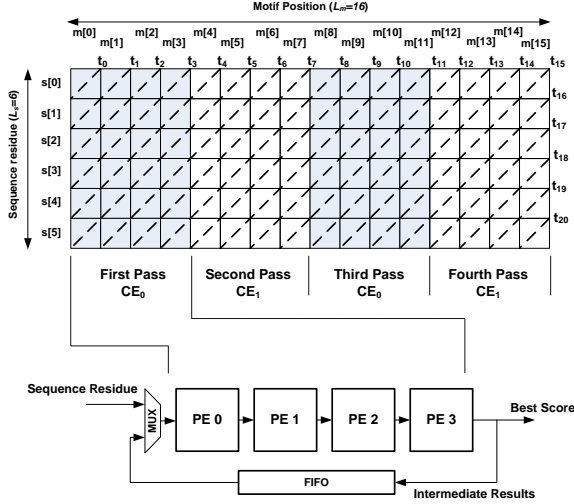 Motif Position (Lm=16)
m[0] m[2] m[4] m[6] m[8] m[10] m[12] m[14]
m[1] m[3] m[5] m[7] m[9] m[11] m[13] m[15]
t0 t1 t2 t3 t4 t5 t6 t7 t8 t9 t10 t11 t12 t13 t14 t15
Sequence residue (Ls=6)
s[0]
t16
s[1]
t17
s[2]
t18
s[3]
t19
s[4]
t20
s[5]
First Pass Second Pass Third Pass Fourth Pass
CE0 CE1 CE0 CE1
Sequence Residue
MUX
PE 0 PE 1 PE 2 PE 3
Best Score
FIFO
Intermediate Results